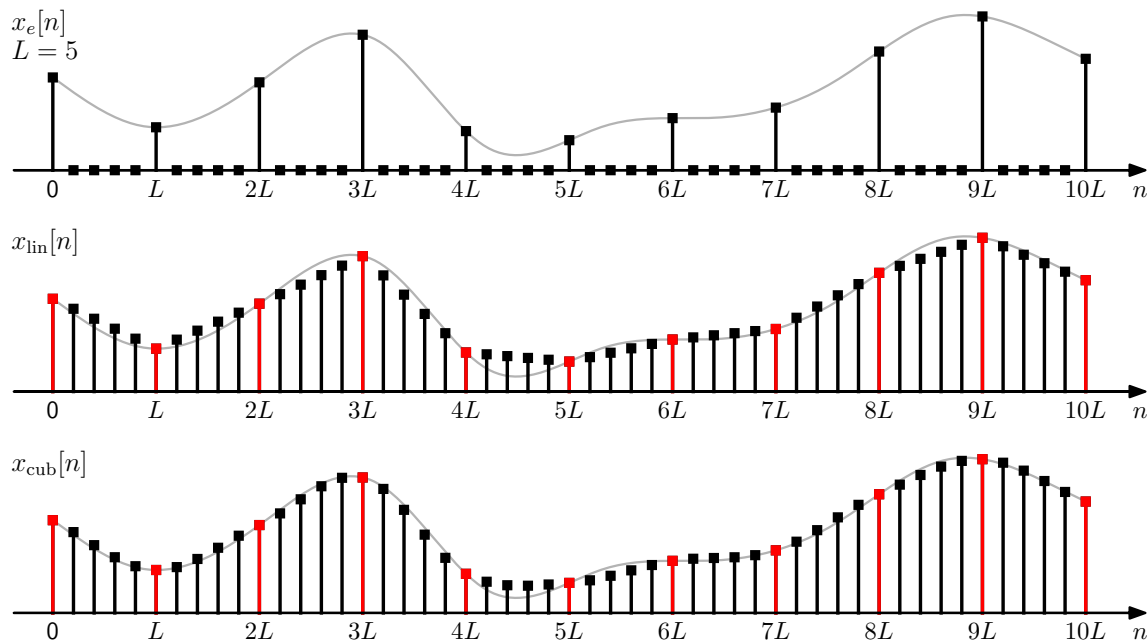 x_e[n]
L = 5
0 L 2L 3L 4L 5L 6L 7L 8L 9L 10L n
x_lin[n]
0 L 2L 3L 4L 5L 6L 7L 8L 9L 10L n
x_cub[n]
0 L 2L 3L 4L 5L 6L 7L 8L 9L 10L n